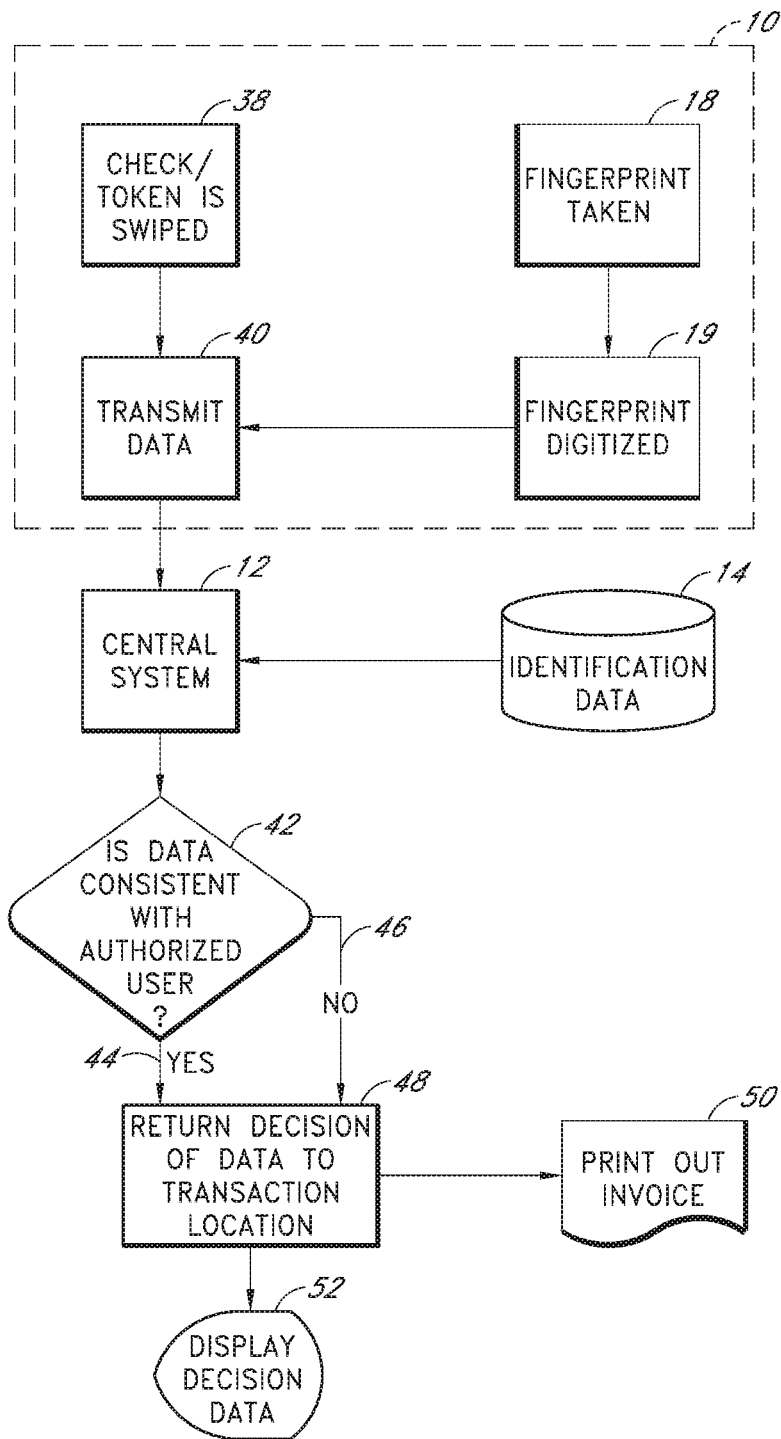 10
38
CHECK/
TOKEN IS
SWIPED
18
FINGERPRINT
TAKEN
40
TRANSMIT
DATA
19
FINGERPRINT
DIGITIZED
12
CENTRAL
SYSTEM
14
IDENTIFICATION
DATA
42
IS DATA
CONSISTENT
WITH
AUTHORIZED
USER
?
46
NO
44
YES
48
RETURN DECISION
OF DATA TO
TRANSACTION
LOCATION
50
PRINT OUT
INVOICE
52
DISPLAY
DECISION
DATA